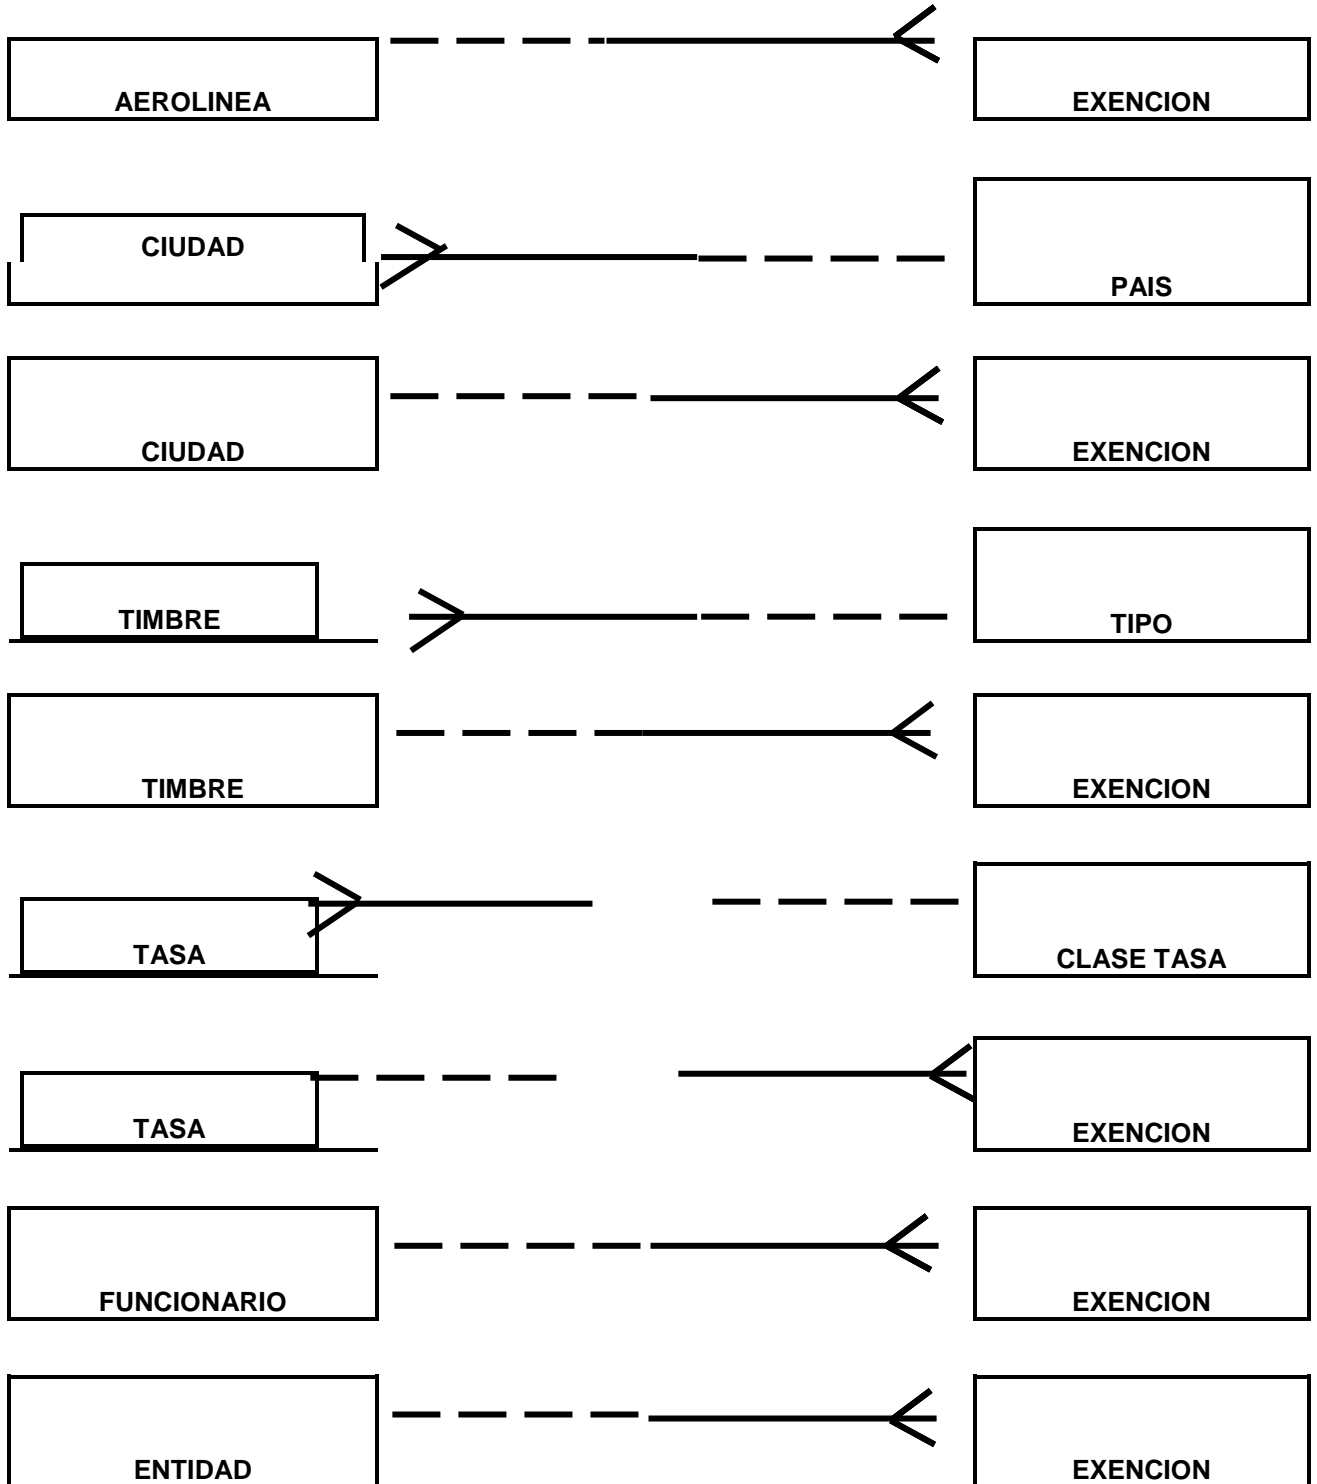 AEROLINEA EXENCION
CIUDAD
PAIS
CIUDAD EXENCION
TIMBRE TIPO
TIMBRE EXENCION
TASA CLASE TASA
TASA EXENCION
FUNCIONARIO EXENCION
ENTIDAD EXENCION